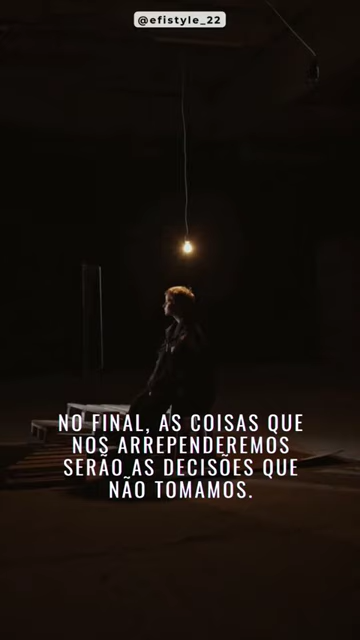 @efistyle_22
NO FINAL, AS COISAS QUE
NOS ARREPENDEREMOS
SERÃO AS DECISÕES QUE
NÃO TOMAMOS.